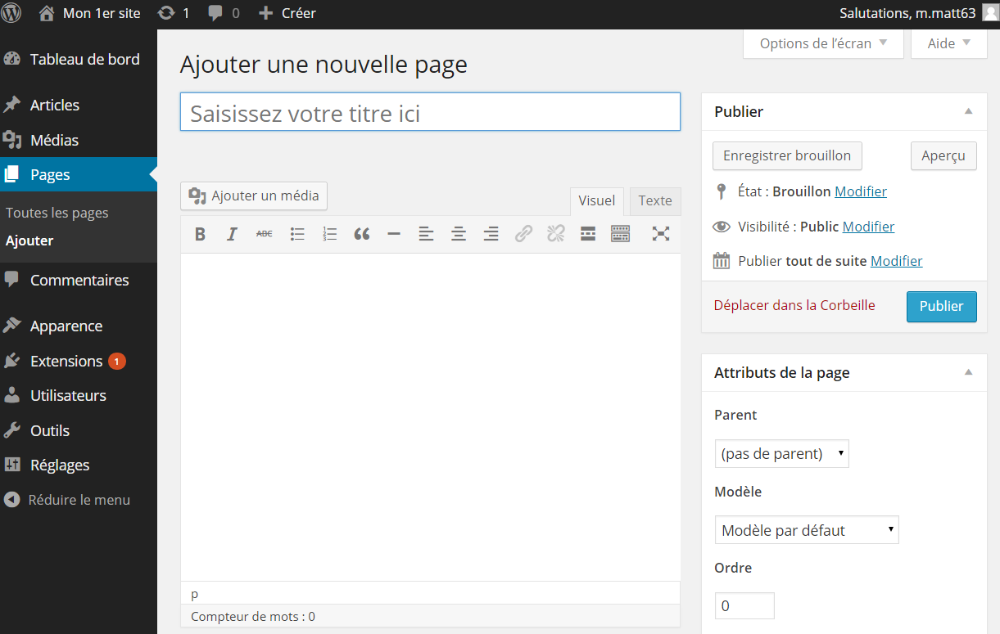 Mon 1er site 1 0 Créer Salutations, m.matt63
Tableau de bord
Articles
Médias
Pages
Toutes les pages
Ajouter
Commentaires
Apparence
Extensions 1
Utilisateurs
Outils
Réglages
Réduire le menu
Options de l'écran Aide
Ajouter une nouvelle page
Saisissez votre titre ici
Ajouter un média
Visuel Texte
B I ABC
p
Compteur de mots : 0
Publier
Enregistrer brouillon Aperçu
État : Brouillon Modifier
Visibilité : Public Modifier
Publier tout de suite Modifier
Déplacer dans la Corbeille Publier
Attributs de la page
Parent
(pas de parent)
Modèle
Modèle par défaut
Ordre
0